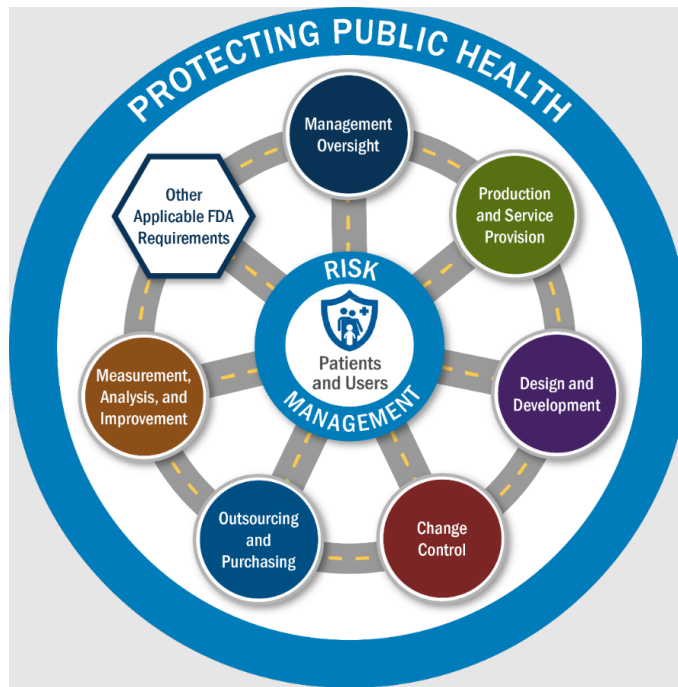 PROTECTING PUBLIC HEALTH
Management
Oversight
Production
and Service
Provision
Design and
Development
Change
Control
Outsourcing
and
Purchasing
Measurement,
Analysis, and
Improvement
Other
Applicable FDA
Requirements
RISK
Patients
and Users
MANAGEMENT